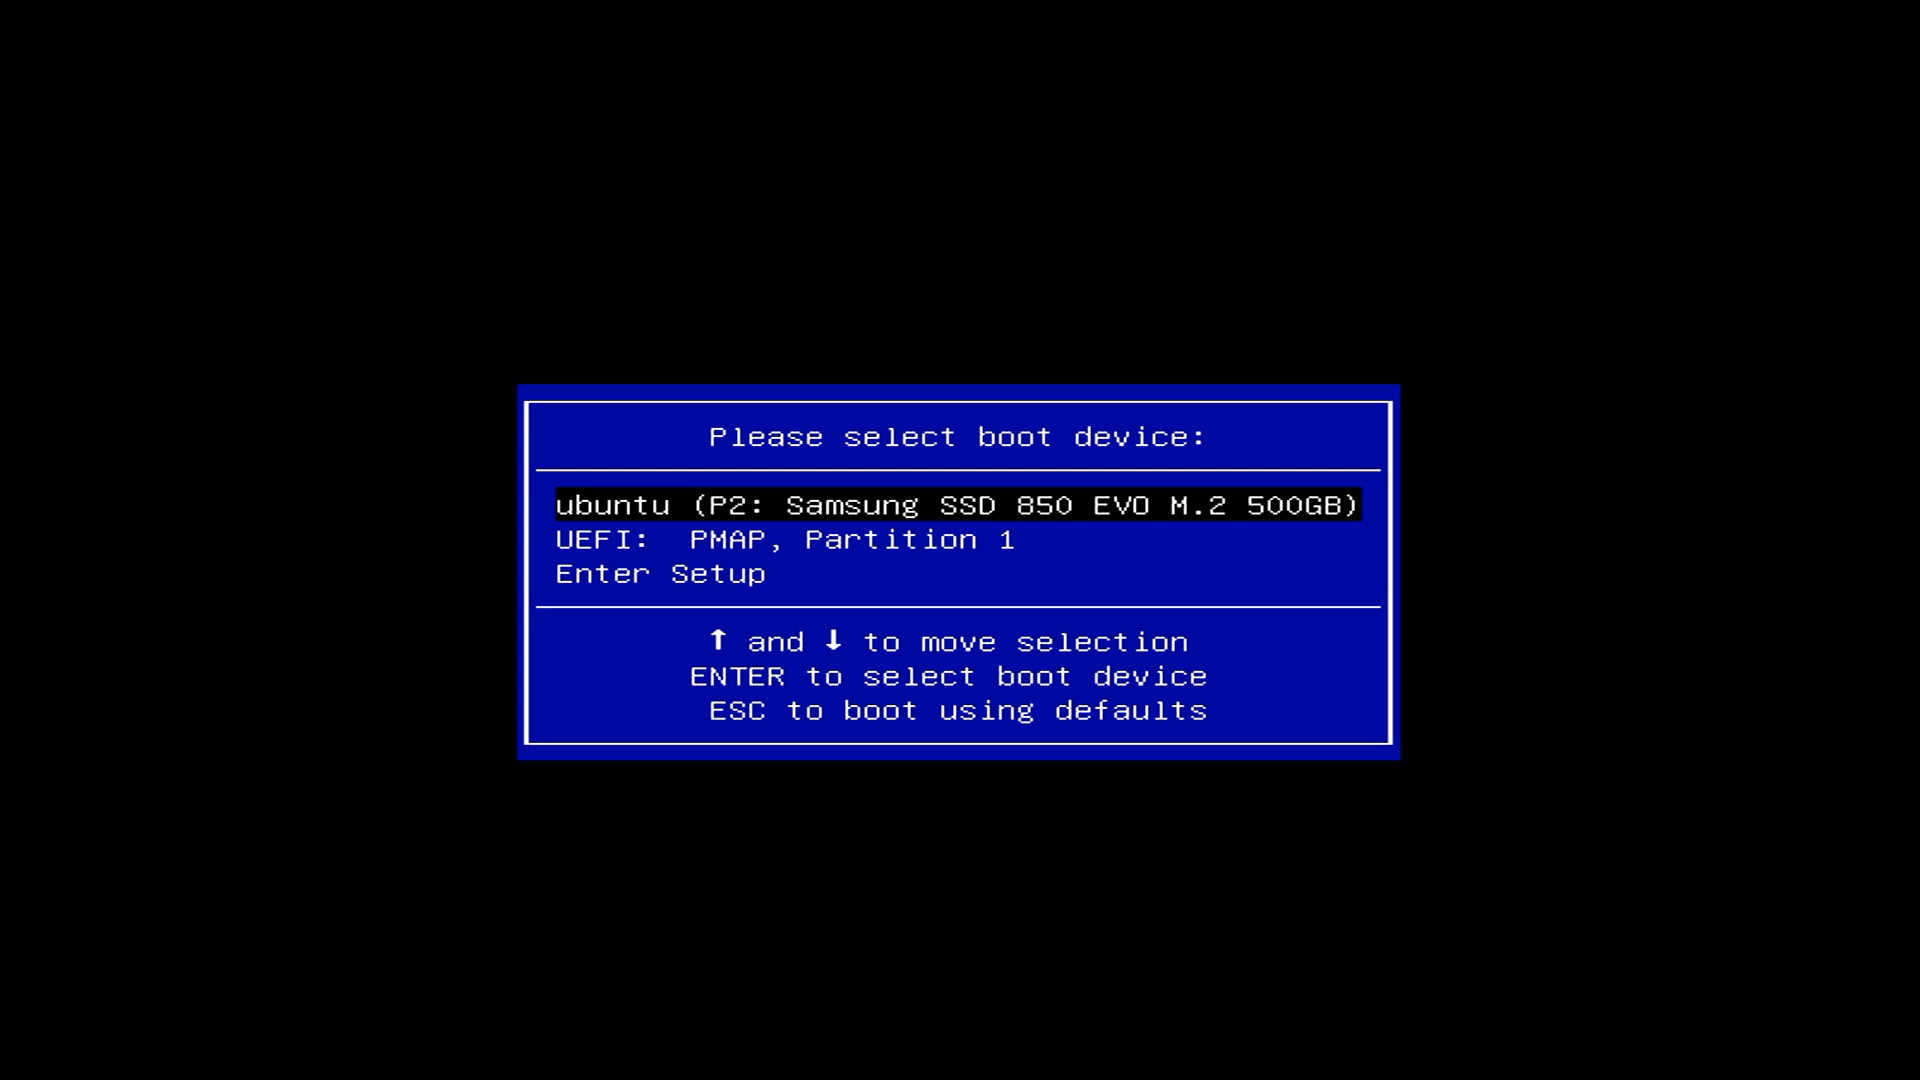 Please select boot device:
ubuntu (P2: Samsung SSD 850 EVO M.2 500GB)
UEFI:  PMAP, Partition 1
Enter Setup
↑ and ↓ to move selection
ENTER to select boot device
ESC to boot using defaults